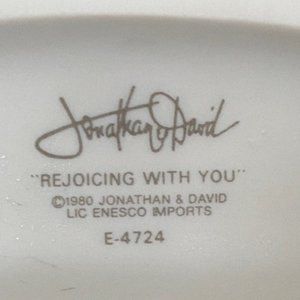 Jonathan & David
"REJOICING WITH YOU"
©1980 JONATHAN & DAVID
LIC ENESCO IMPORTS
E-4724